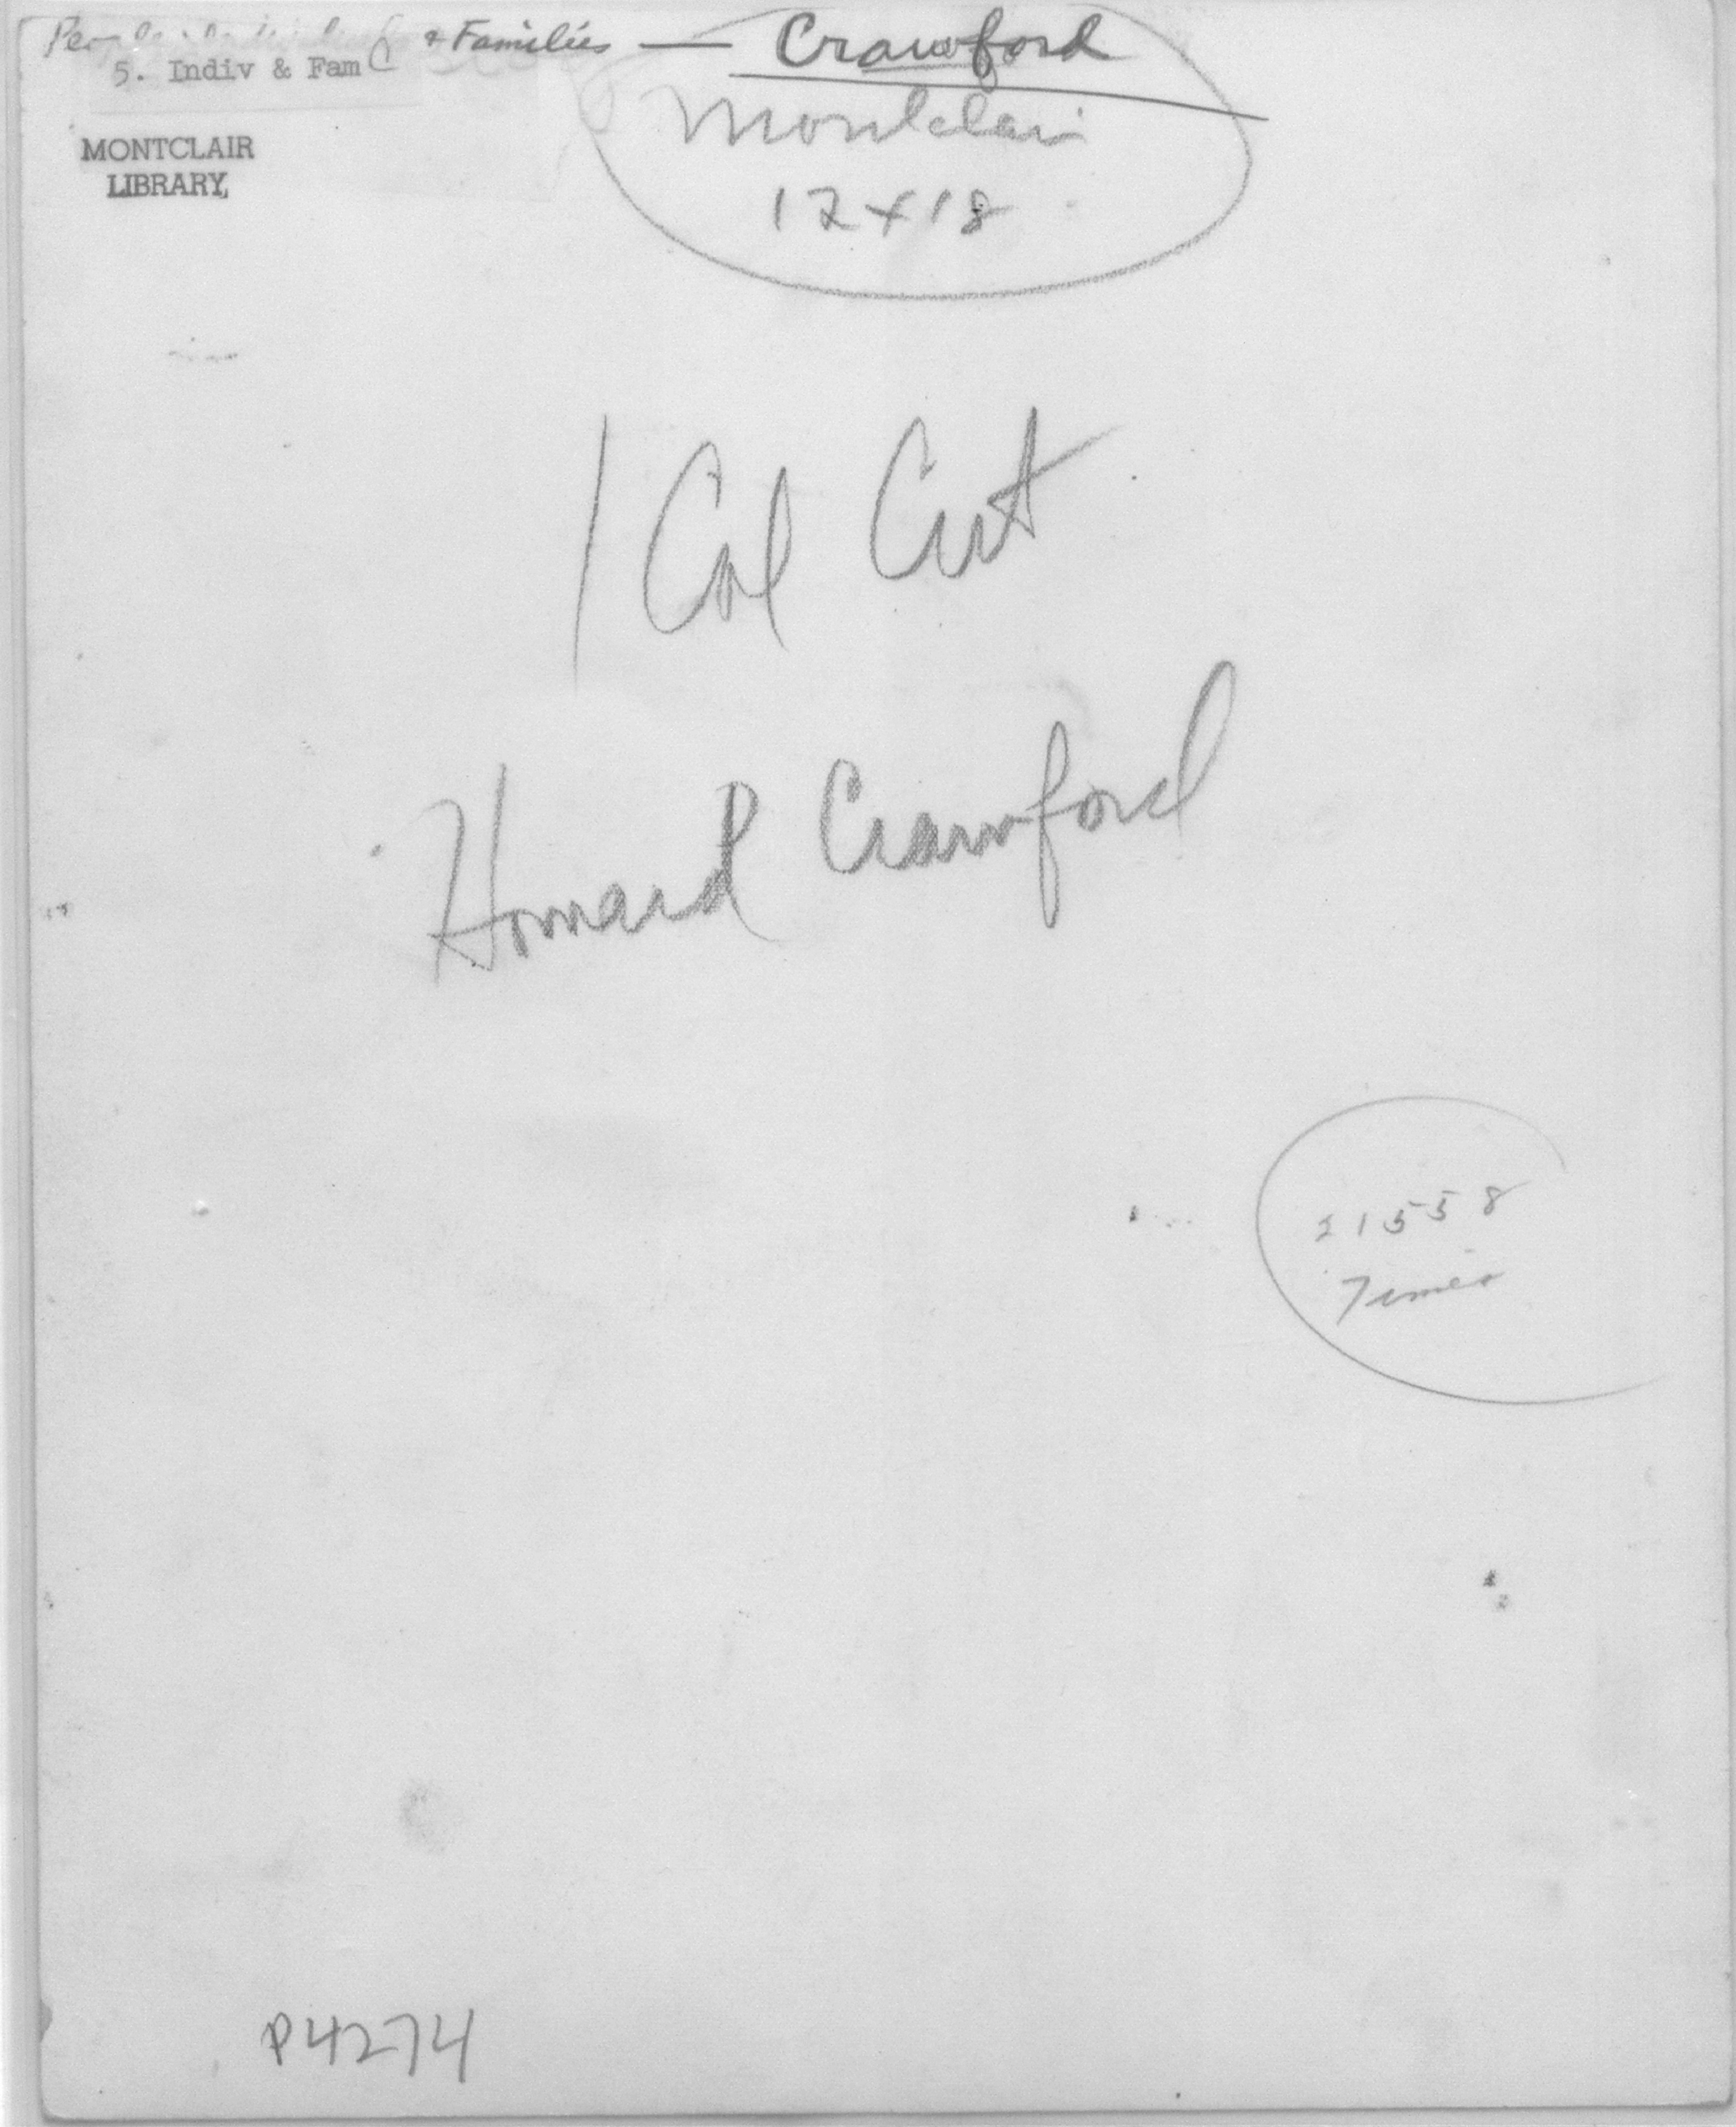 & Families — Crawford
5. Indiv & Fam C
Montclair
MONTCLAIR
LIBRARY
12x18
1 Col Cut
Howard Crawford
21558
Times
P4274